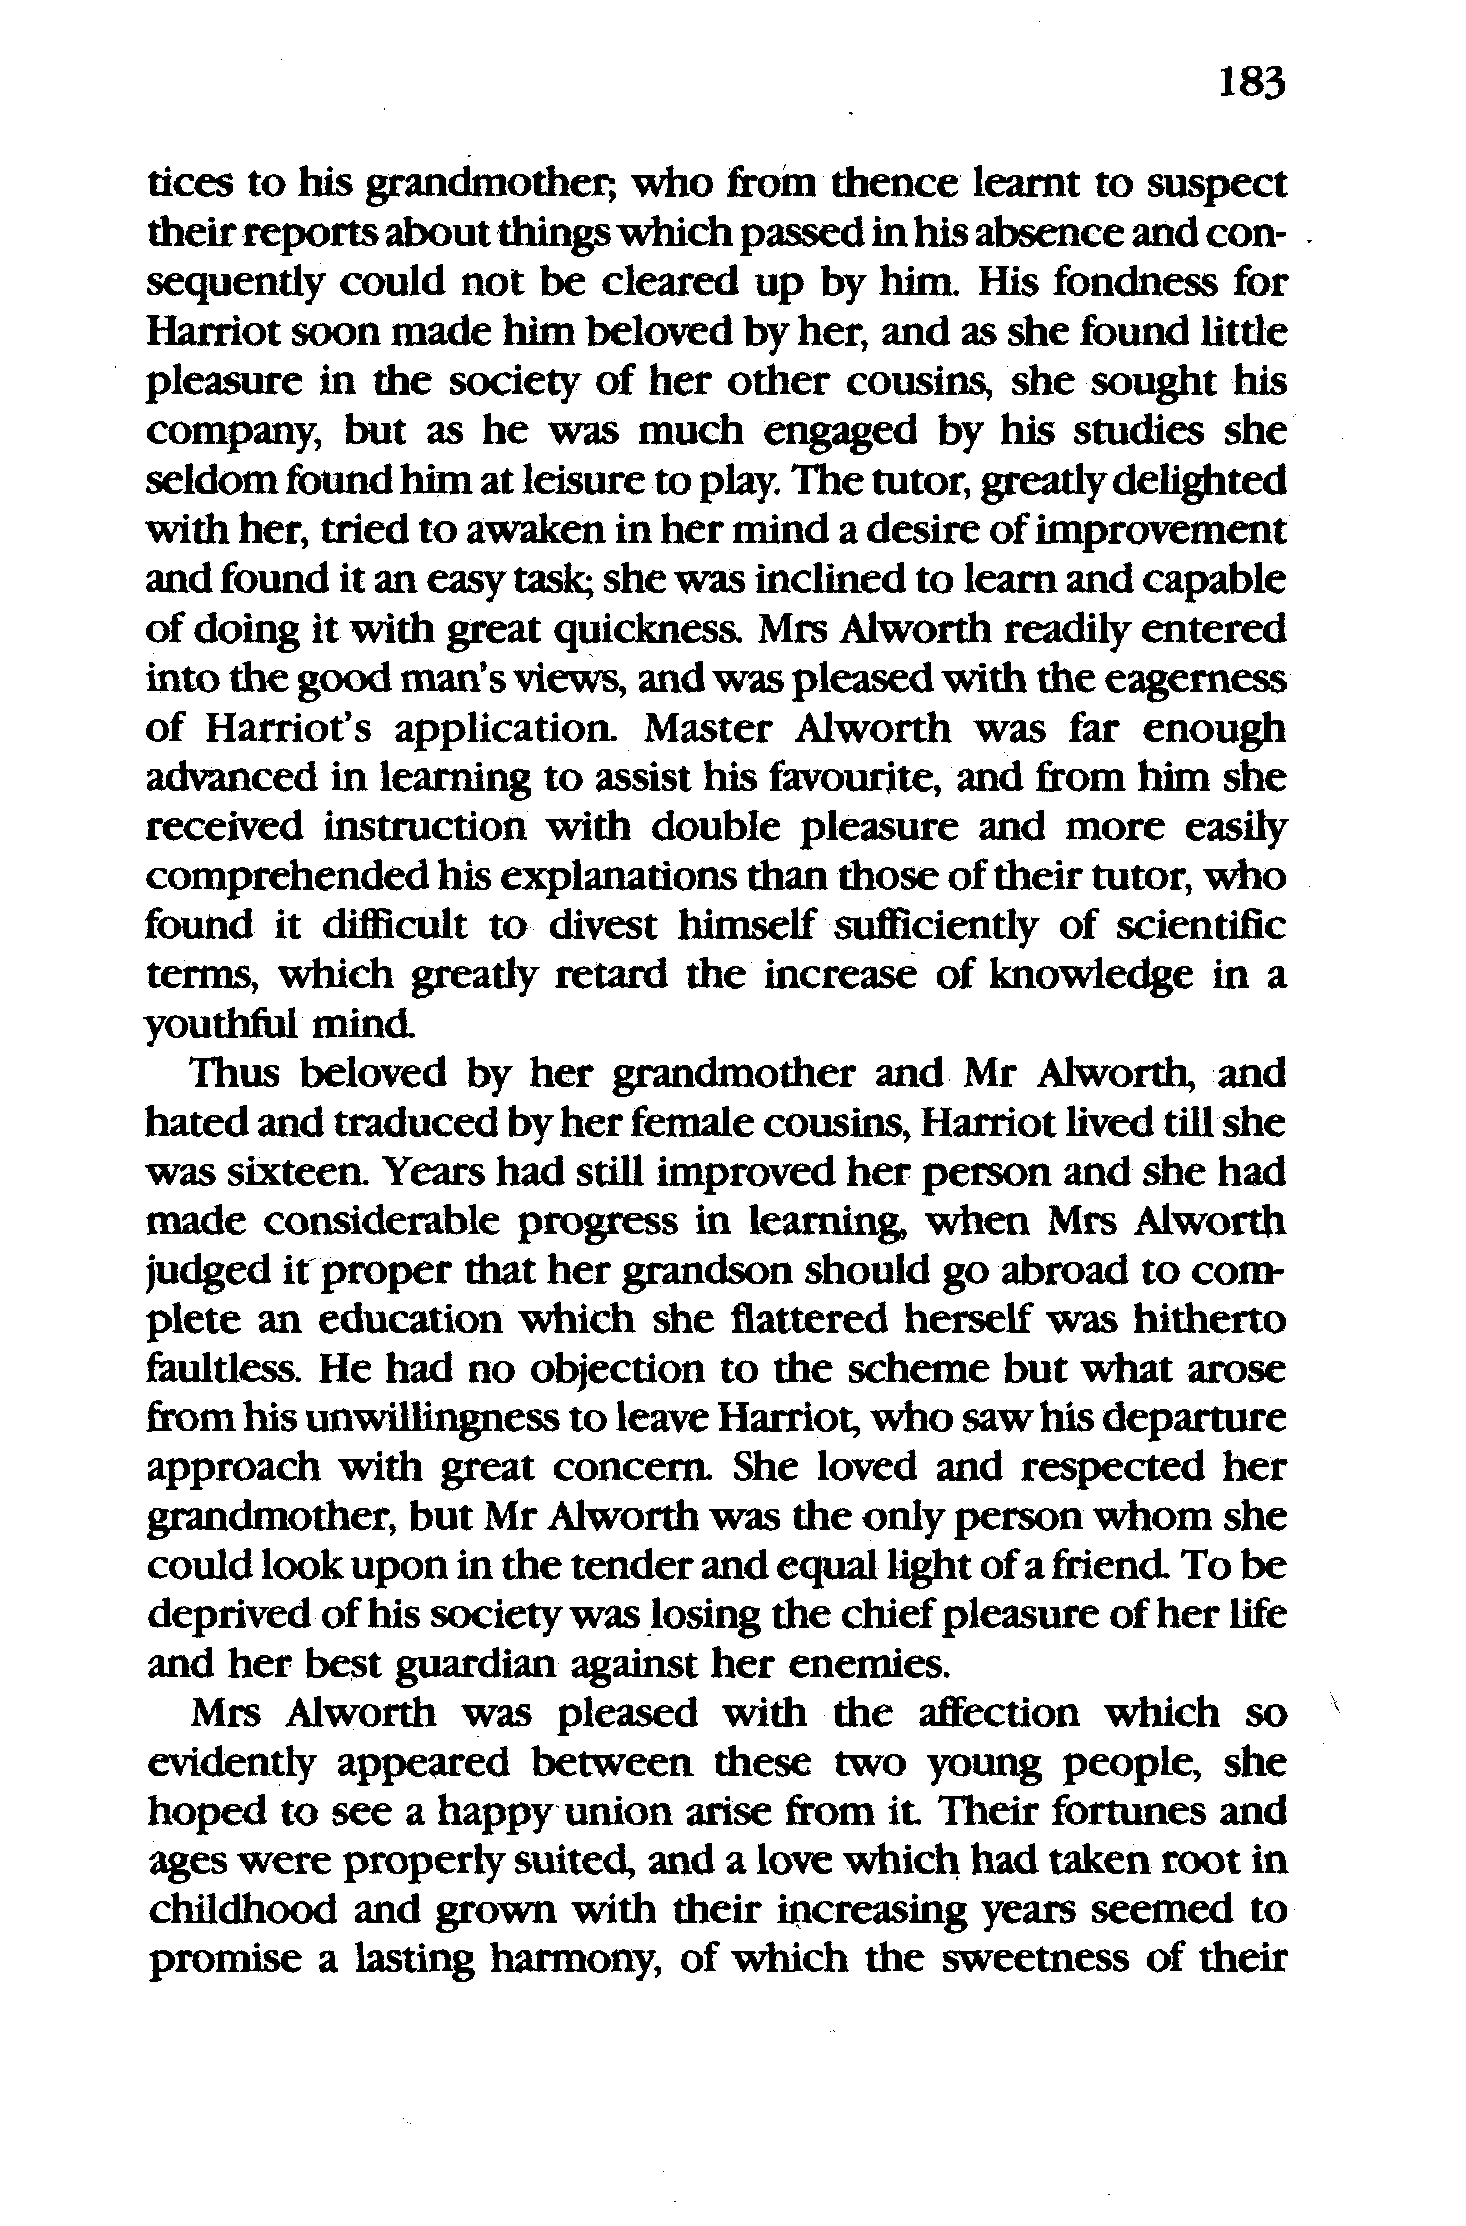 183
tices to his grandmother; who from thence learnt to suspect
their reports about things which passed in his absence and con-
sequently could not be cleared up by him. His fondness for
Harriot soon made him beloved by her, and as she found little
pleasure in the society of her other cousins, she sought his
company, but as he was much engaged by his studies she
seldom found him at leisure to play. The tutor, greatly delighted
with her, tried to awaken in her mind a desire of improvement
and found it an easy task; she was inclined to learn and capable
of doing it with great quickness. Mrs Alworth readily entered
into the good man's views, and was pleased with the eagerness
of Harriot's application. Master Alworth was far enough
advanced in learning to assist his favourite, and from him she
received instruction with double pleasure and more easily
comprehended his explanations than those of their tutor, who
found it difficult to divest himself sufficiently of scientific
terms, which greatly retard the increase of knowledge in a
youthful mind.
Thus beloved by her grandmother and Mr Alworth, and
hated and traduced by her female cousins, Harriot lived till she
was sixteen. Years had still improved her person and she had
made considerable progress in learning, when Mrs Alworth
judged it proper that her grandson should go abroad to com-
plete an education which she flattered herself was hitherto
faultless. He had no objection to the scheme but what arose
from his unwillingness to leave Harriot, who saw his departure
approach with great concern. She loved and respected her
grandmother, but Mr Alworth was the only person whom she
could look upon in the tender and equal light of a friend. To be
deprived of his society was losing the chief pleasure of her life
and her best guardian against her enemies.
Mrs Alworth was pleased with the affection which so
evidently appeared between these two young people, she
hoped to see a happy union arise from it. Their fortunes and
ages were properly suited, and a love which had taken root in
childhood and grown with their increasing years seemed to
promise a lasting harmony, of which the sweetness of their